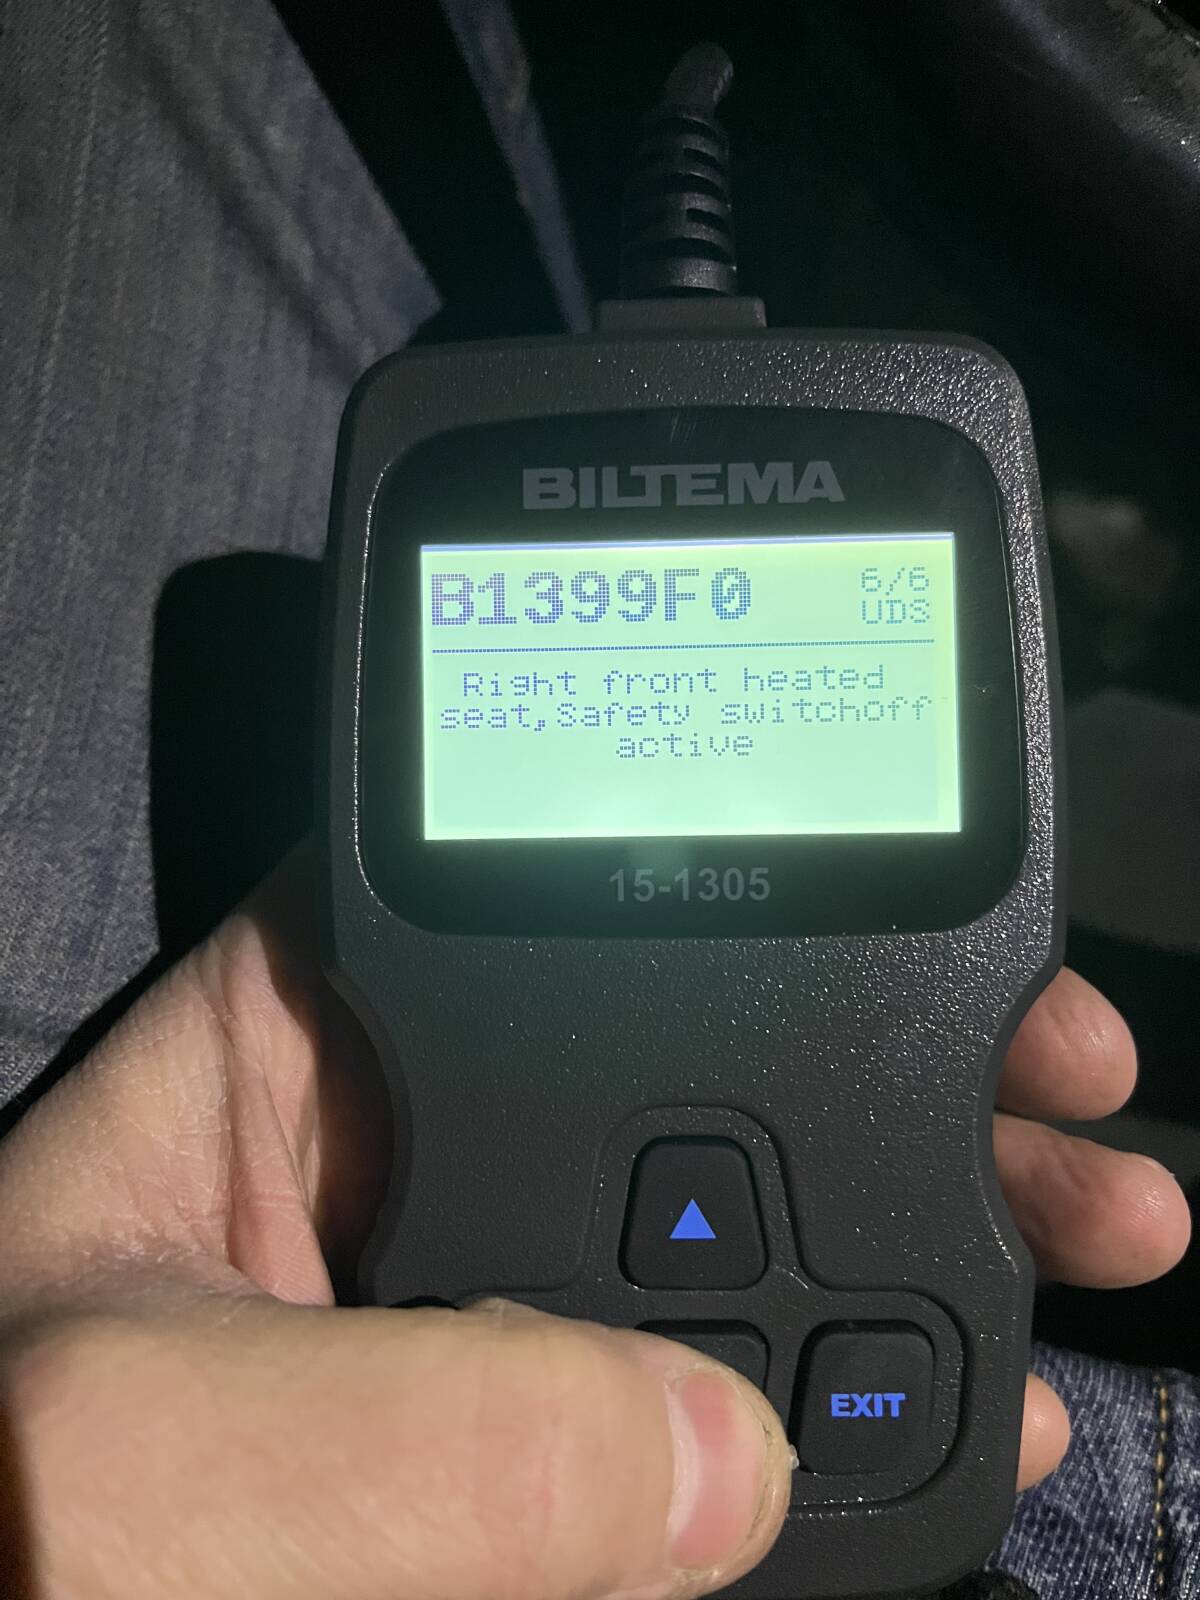 BILTEMA
B1399F0 6/6
UDS
Right front heated
seat,Safety switchoff
active
15-1305
EXIT